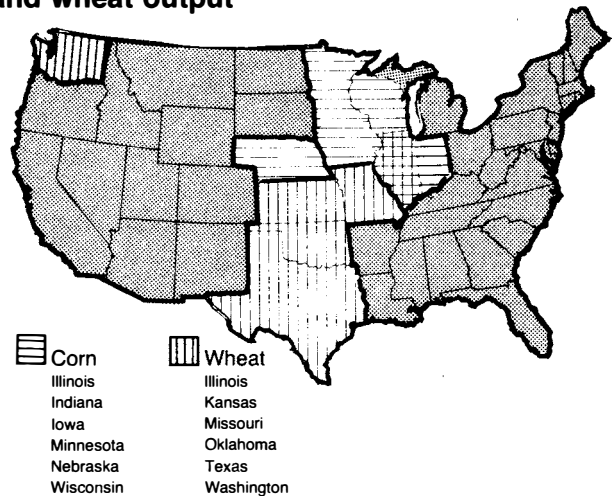 and wheat output
Corn
Illinois
Indiana
Iowa
Minnesota
Nebraska
Wisconsin
Wheat
Illinois
Kansas
Missouri
Oklahoma
Texas
Washington